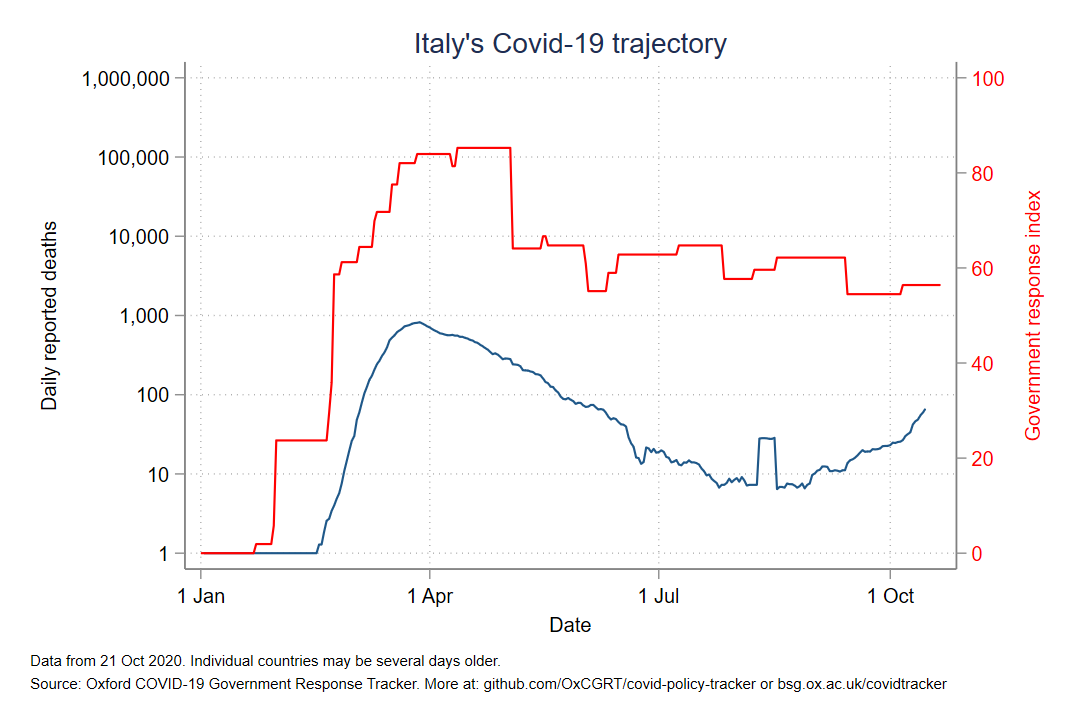 Italy's Covid-19 trajectory
Daily reported deaths
1,000,000
100,000
10,000
1,000
100
10
1
100
80
60
40
20
0
Government response index
1 Jan
1 Apr
1 Jul
1 Oct
Date
Data from 21 Oct 2020. Individual countries may be several days older.
Source: Oxford COVID-19 Government Response Tracker. More at: github.com/OxCGRT/covid-policy-tracker or bsg.ox.ac.uk/covidtracker